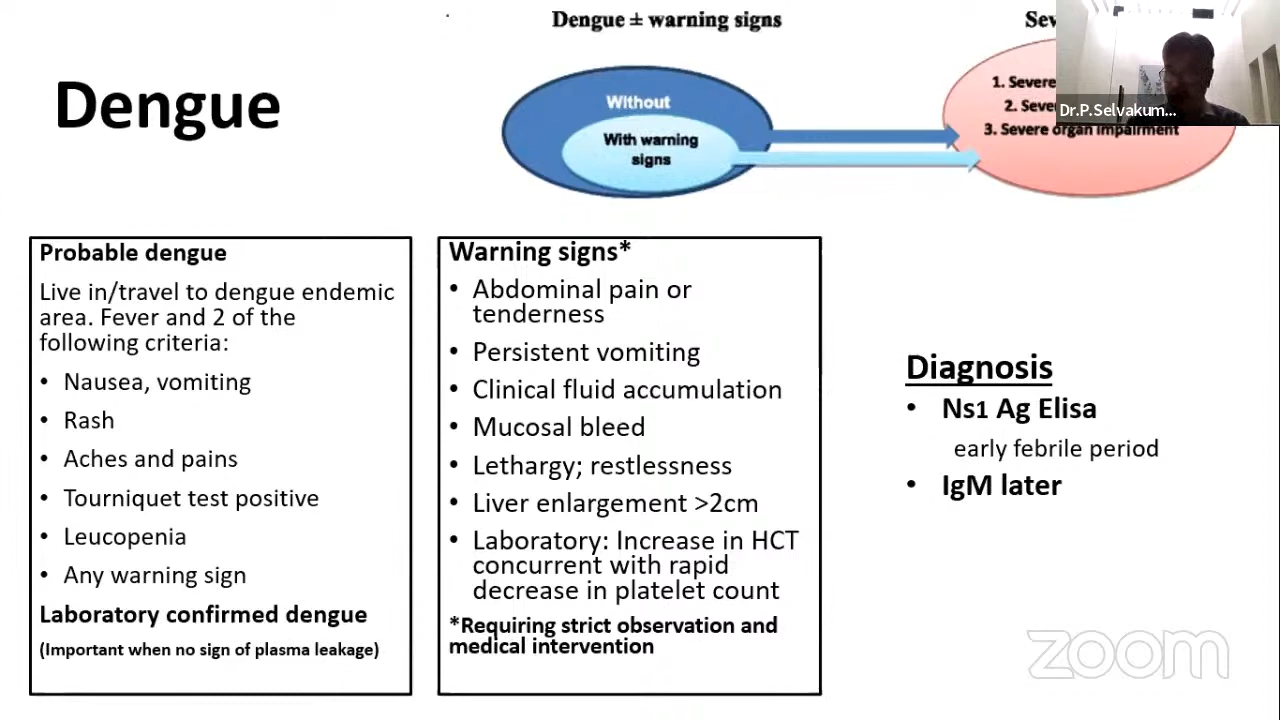 Dengue ± warning signs
Dengue
Without
With warning
signs
1. Severe
3. Severe organ impairment
Dr.P.Selvakum...
Probable dengue
Live in/travel to dengue endemic
area. Fever and 2 of the
following criteria:
• Nausea, vomiting
• Rash
• Aches and pains
• Tourniquet test positive
• Leucopenia
• Any warning sign
Laboratory confirmed dengue
(Important when no sign of plasma leakage)
Warning signs*
• Abdominal pain or
tenderness
• Persistent vomiting
• Clinical fluid accumulation
• Mucosal bleed
• Lethargy; restlessness
• Liver enlargement >2cm
• Laboratory: Increase in HCT
concurrent with rapid
decrease in platelet count
*Requiring strict observation and
medical intervention
Diagnosis
• Ns1 Ag Elisa
early febrile period
• IgM later
zoom